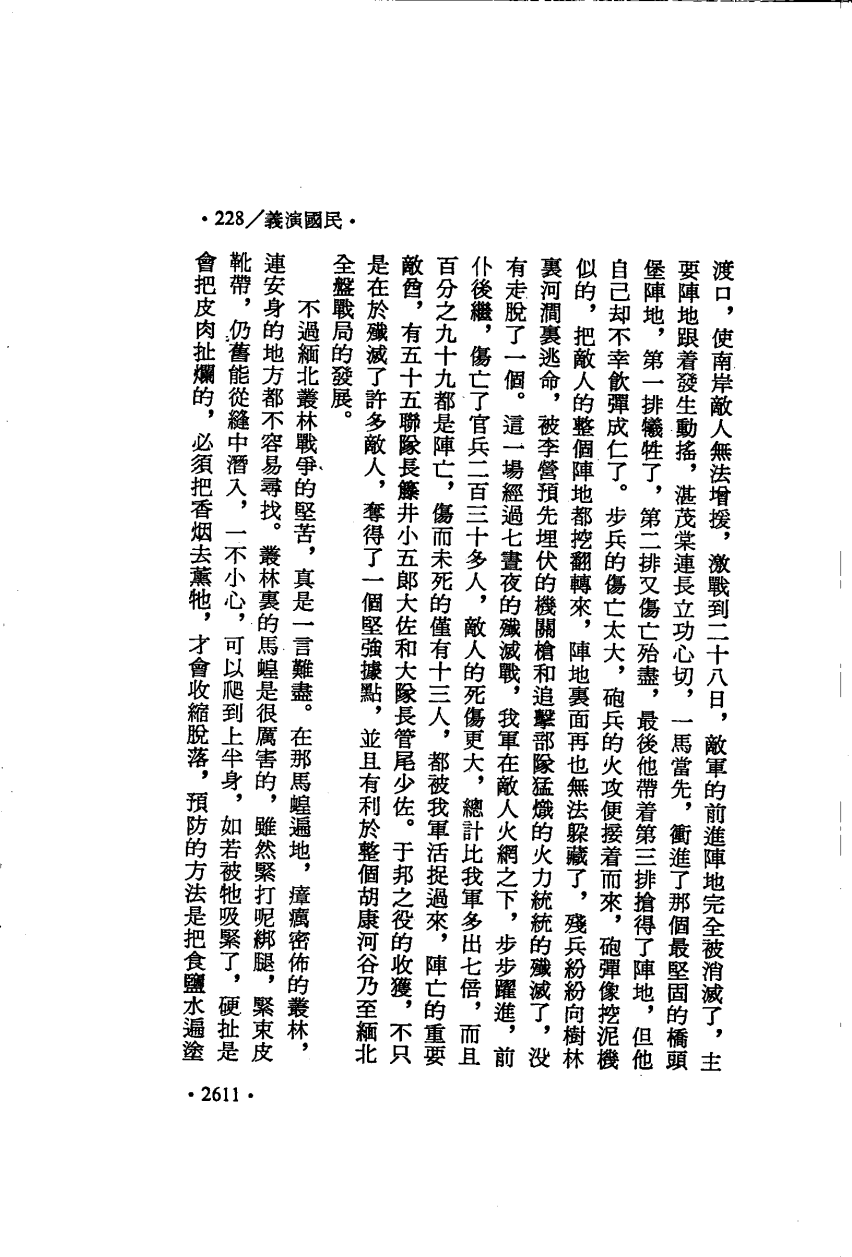 •228/義演國民•
渡口，使南岸敵人無法增援，激戰到二十八日，敵軍的前進陣地完全被消滅了，主
要陣地跟着發生動搖，湛茂棠連長立功心切，一馬當先，衝進了那個最堅固的橋頭
堡陣地，第一排犧牲了，第二排又傷亡殆盡，最後他帶着第三排搶得了陣地，但他
自己却不幸飲彈成仁了。步兵的傷亡太大，砲兵的火攻便接着而來，砲彈像挖泥機
似的，把敵人的整個陣地都挖翻轉來，陣地裏面再也無法躱藏了，殘兵紛紛向樹林
裏河澗裏逃命，被李營預先埋伏的機關槍和追擊部隊猛熾的火力統統的殲滅了，没
有走脫了一個。這一場經過七晝夜的殲滅戰，我軍在敵人火網之下，步步躍進，前
仆後繼，傷亡了官兵二百三十多人，敵人的死傷更大，總計比我軍多出七倍，而且
百分之九十九都是陣亡，傷而未死的僅有十三人，都被我軍活捉過來，陣亡的重要
敵酋，有五十五聯隊長籐井小五郎大佐和大隊長管尾少佐。于邦之役的收獲，不只
是在於殲滅了許多敵人，奪得了一個堅強據點，並且有利於整個胡康河谷乃至緬北
全盤戰局的發展。
不過緬北叢林戰爭的堅苦，真是一言難盡。在那馬蝗遍地，瘴癘密佈的叢林，
連安身的地方都不容易尋找。叢林裏的馬蝗是很厲害的，雖然緊打呢綁腿，緊束皮
靴帶，仍舊能從縫中潛入，一不小心，可以爬到上半身，如若被牠吸緊了，硬扯是
會把皮肉扯爛的，必須把香烟去薰牠，才會收縮脫落，預防的方法是把食鹽水遍塗
•2611•